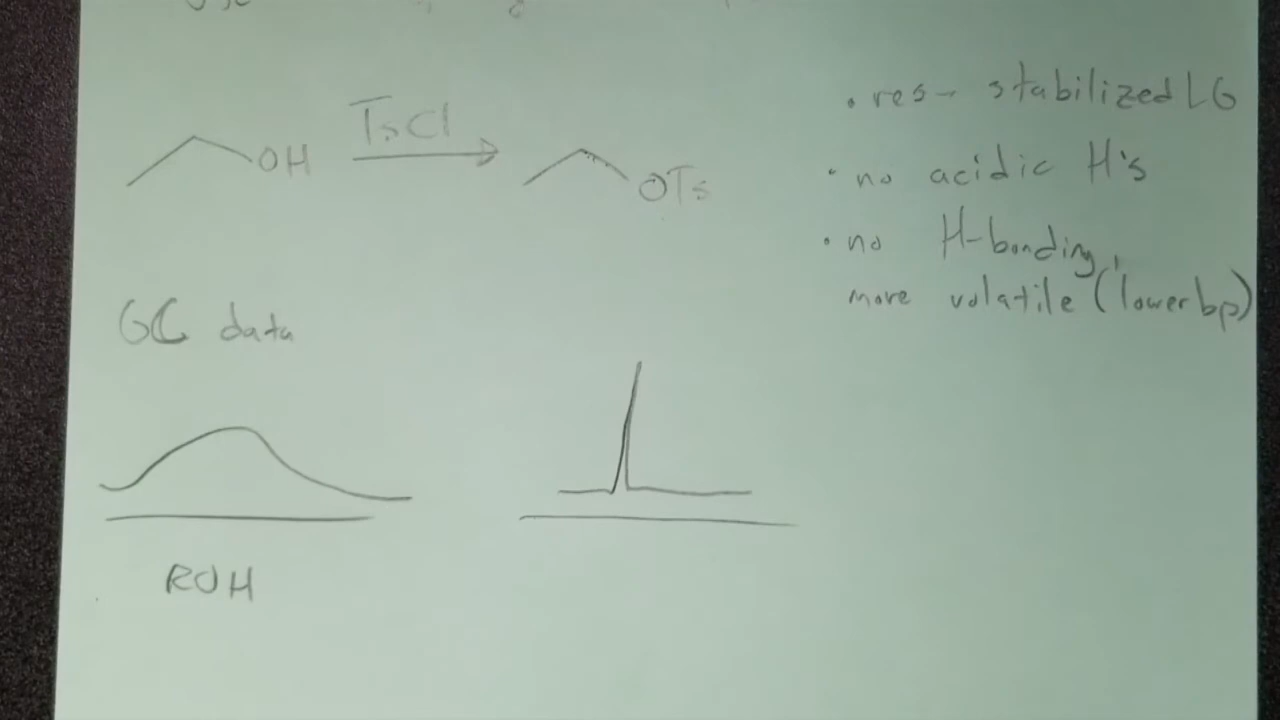 TsCl
OH
OTs
• res- stabilized LG
• no acidic H's
• no H-bonding,
more volatile (lower bp)
GC data
ROH